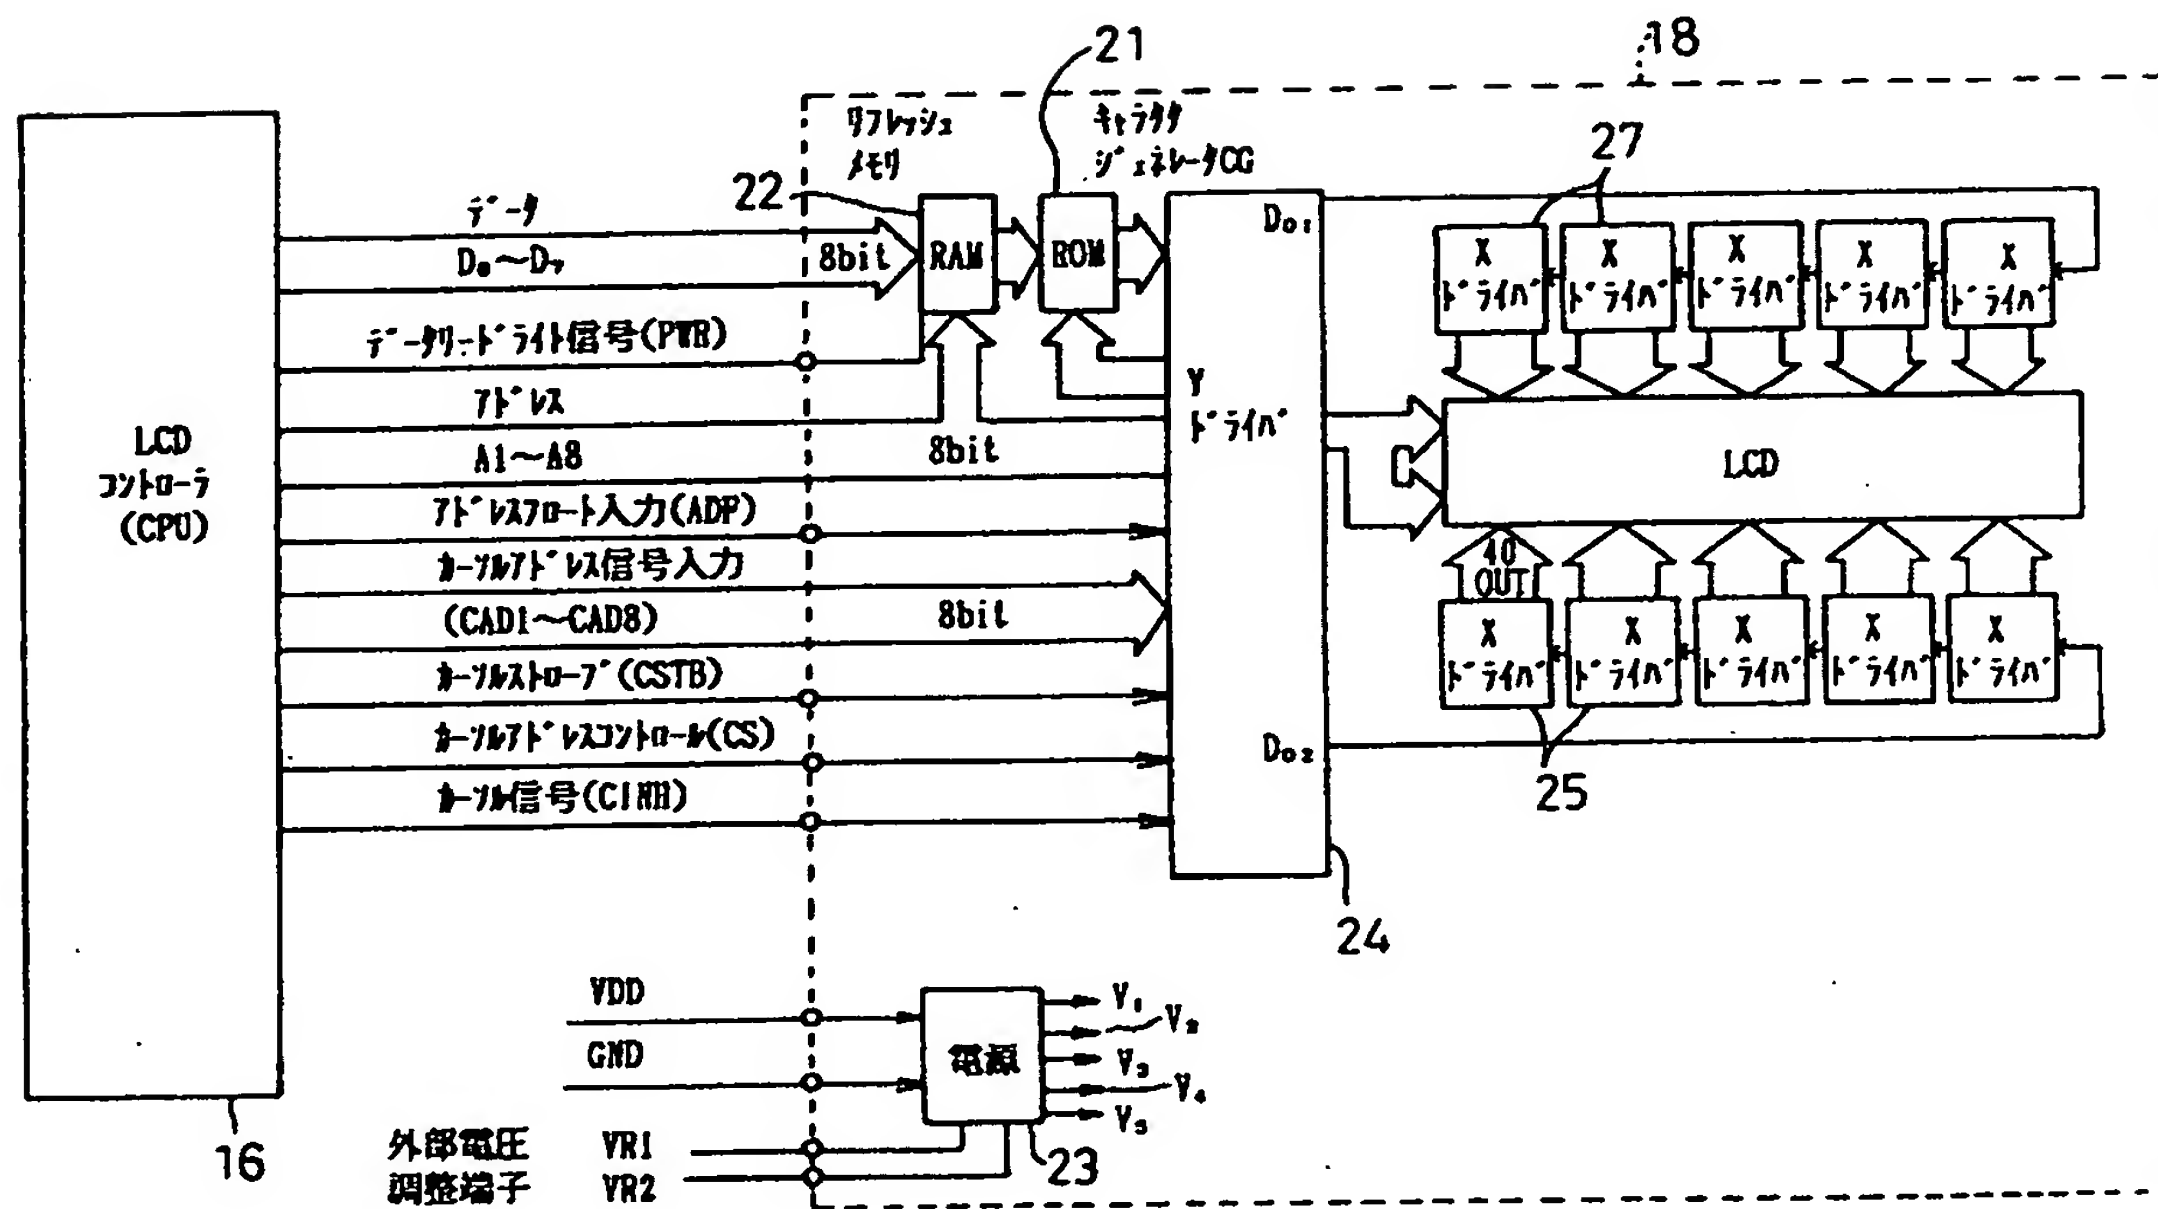 21
18
リフレッシュ
メモリ
キャラクタ
ジェネレータCG
27
22
データ
D₀〜D₇
8bit
RAM
ROM
D₀₁
X
ドライバ
X
ドライバ
X
ドライバ
X
ドライバ
X
ドライバ
データリードライト信号(PWR)
アドレス
A1〜A8
8bit
Y
ドライバ
LCD
LCD
コントローラ
(CPU)
アドレスフロート入力(ADF)
カーソルアドレス信号入力
(CAD1〜CAD8)
8bit
40
OUT
X
ドライバ
X
ドライバ
X
ドライバ
X
ドライバ
X
ドライバ
カーソルストローブ(CSTB)
カーソルアドレスコントロール(CS)
D₀₂
カーソル信号(CINH)
25
24
VDD
GND
電源
V₁
V₂
V₃
V₄
V₅
16
外部電圧
調整端子
VR1
VR2
23